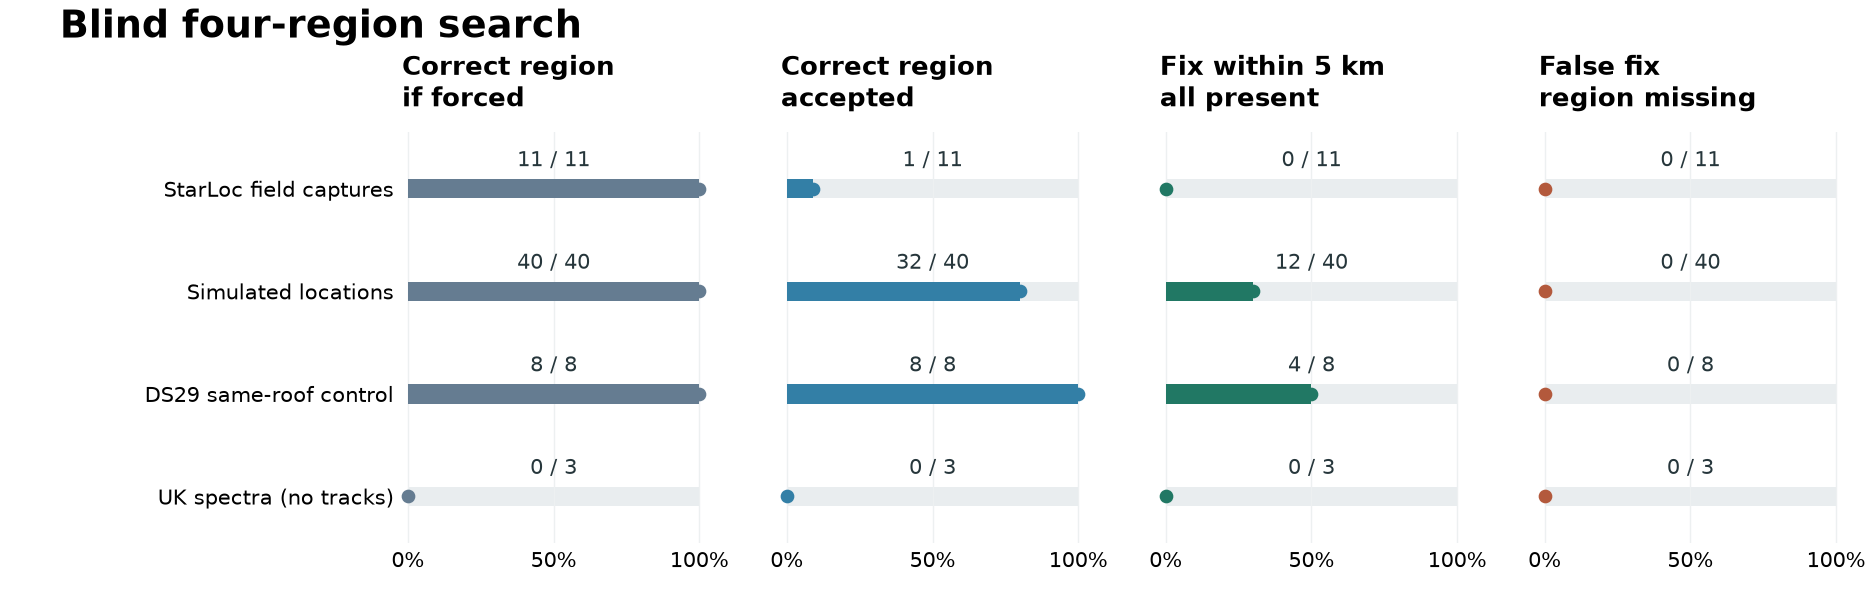 Blind four-region search
Correct region
if forced
Correct region
accepted
Fix within 5 km
all present
False fix
region missing
StarLoc field captures
11 / 11
1 / 11
0 / 11
0 / 11
Simulated locations
40 / 40
32 / 40
12 / 40
0 / 40
DS29 same-roof control
8 / 8
8 / 8
4 / 8
0 / 8
UK spectra (no tracks)
0 / 3
0 / 3
0 / 3
0 / 3
0% 50% 100%
0% 50% 100%
0% 50% 100%
0% 50% 100%